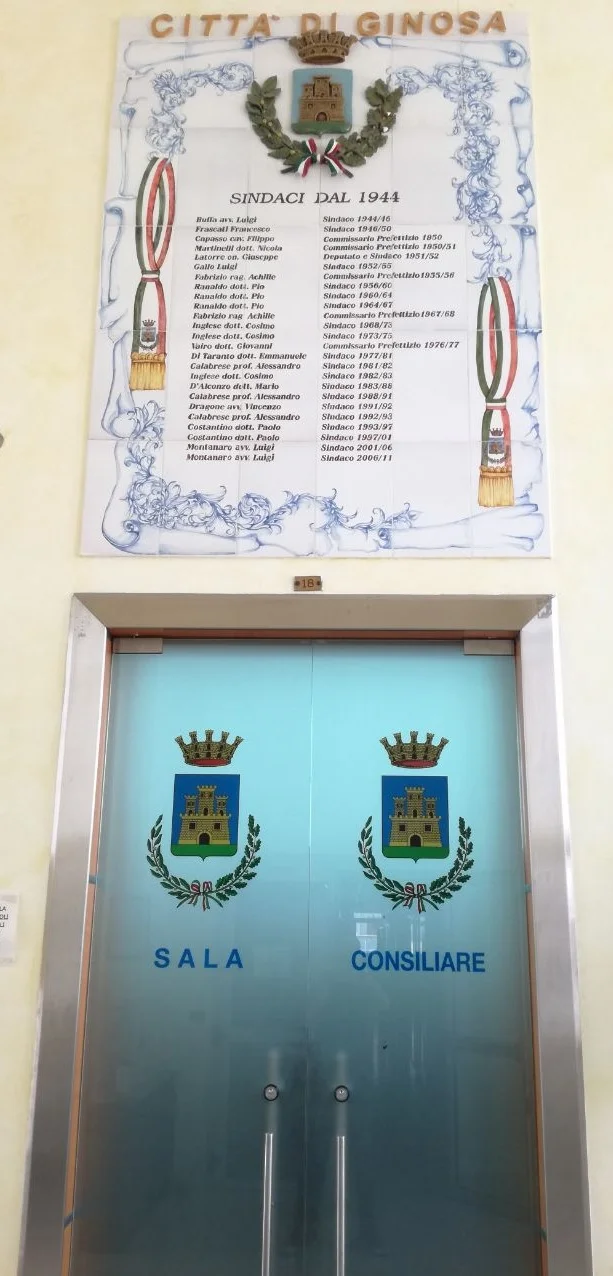 CITTÀ DI GINOSA
SINDACI DAL 1944
Buffa avv. Luigi Sindaco 1944/46
Frascati Francesco Sindaco 1946/50
Capasso cav. Filippo Commissario Prefettizio 1950
Martinelli dott. Nicola Commissario Prefettizio 1950/51
Latorre on. Giuseppe Deputato e Sindaco 1951/52
Gallo Luigi Sindaco 1952/55
Fabrizio rag. Achille Commissario Prefettizio 1955/56
Ranaldo dott. Pio Sindaco 1956/60
Ranaldo dott. Pio Sindaco 1960/64
Ranaldo dott. Pio Sindaco 1964/67
Fabrizio rag Achille Commissario Prefettizio 1967/68
Inglese dott. Cosimo Sindaco 1968/73
Inglese dott. Cosimo Sindaco 1973/75
Vairo dott. Giovanni Commissario Prefettizio 1976/77
Di Taranto dott. Emmanuele Sindaco 1977/81
Calabrese prof. Alessandro Sindaco 1981/82
Inglese dott. Cosimo Sindaco 1982/83
D'Alconzo dott. Mario Sindaco 1983/88
Calabrese prof. Alessandro Sindaco 1988/91
Dragone avv. Vincenzo Sindaco 1991/92
Calabrese prof. Alessandro Sindaco 1992/93
Costantino dott. Paolo Sindaco 1993/97
Costantino dott. Paolo Sindaco 1997/01
Montanaro avv. Luigi Sindaco 2001/06
Montanaro avv. Luigi Sindaco 2006/11
18
SALA CONSILIARE